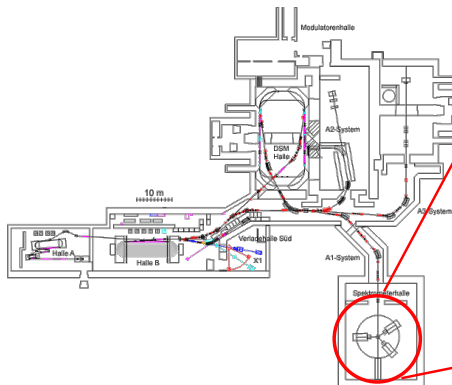 Modulatorenhalle
A2-System
DSM
Halle
10 m
A3-System
Halle A
Halle B
Verladehalle Süd
X1
A1-System
Spektrometerhalle